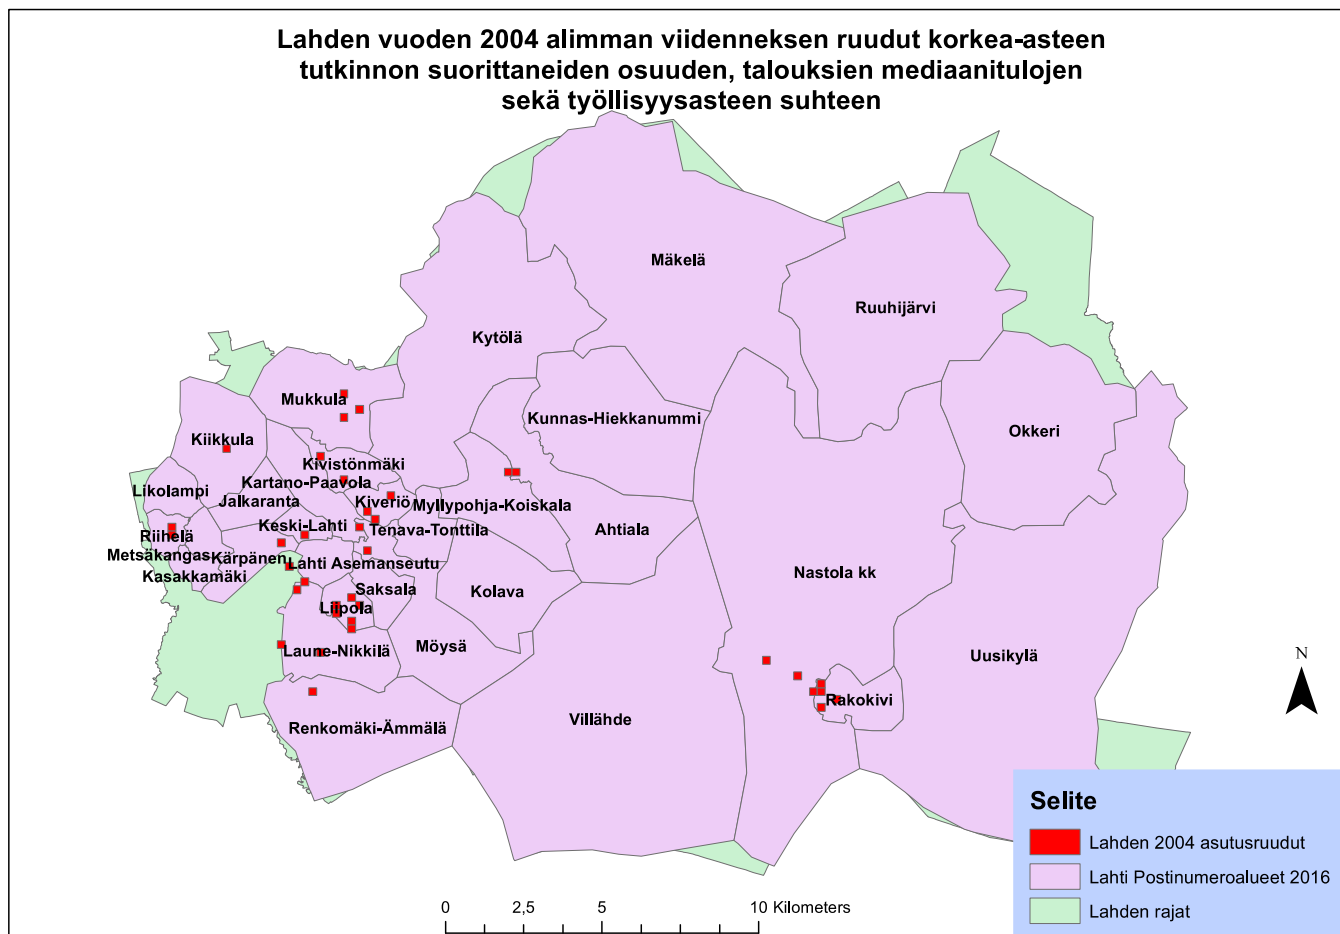 Lahden vuoden 2004 alimman viidenneksen ruudut korkea-asteen
tutkinnon suorittaneiden osuuden, talouksien mediaanitulojen
sekä työllisyysasteen suhteen
Mäkelä
Ruuhijärvi
Kytölä
Mukkula
Kunnas-Hiekkanummi
Okkeri
Kiikkula
Kivistönmäki
Kartano-Paavola
Likolampi
Jalkaranta
Kiveriö
Myllypohja-Koiskala
Keski-Lahti
Tenava-Tonttila
Ahtiala
Riihelä
Metsäkangas
Kärpänen
Lahti Asemanseutu
Kasakkamäki
Nastola kk
Saksala
Kolava
Liipola
Laune-Nikkilä
Möysä
Uusikylä
Rakokivi
Renkomäki-Ämmälä
Villähde
N
Selite
Lahden 2004 asutusruudut
Lahti Postinumeroalueet 2016
Lahden rajat
0 2,5 5 10 Kilometers